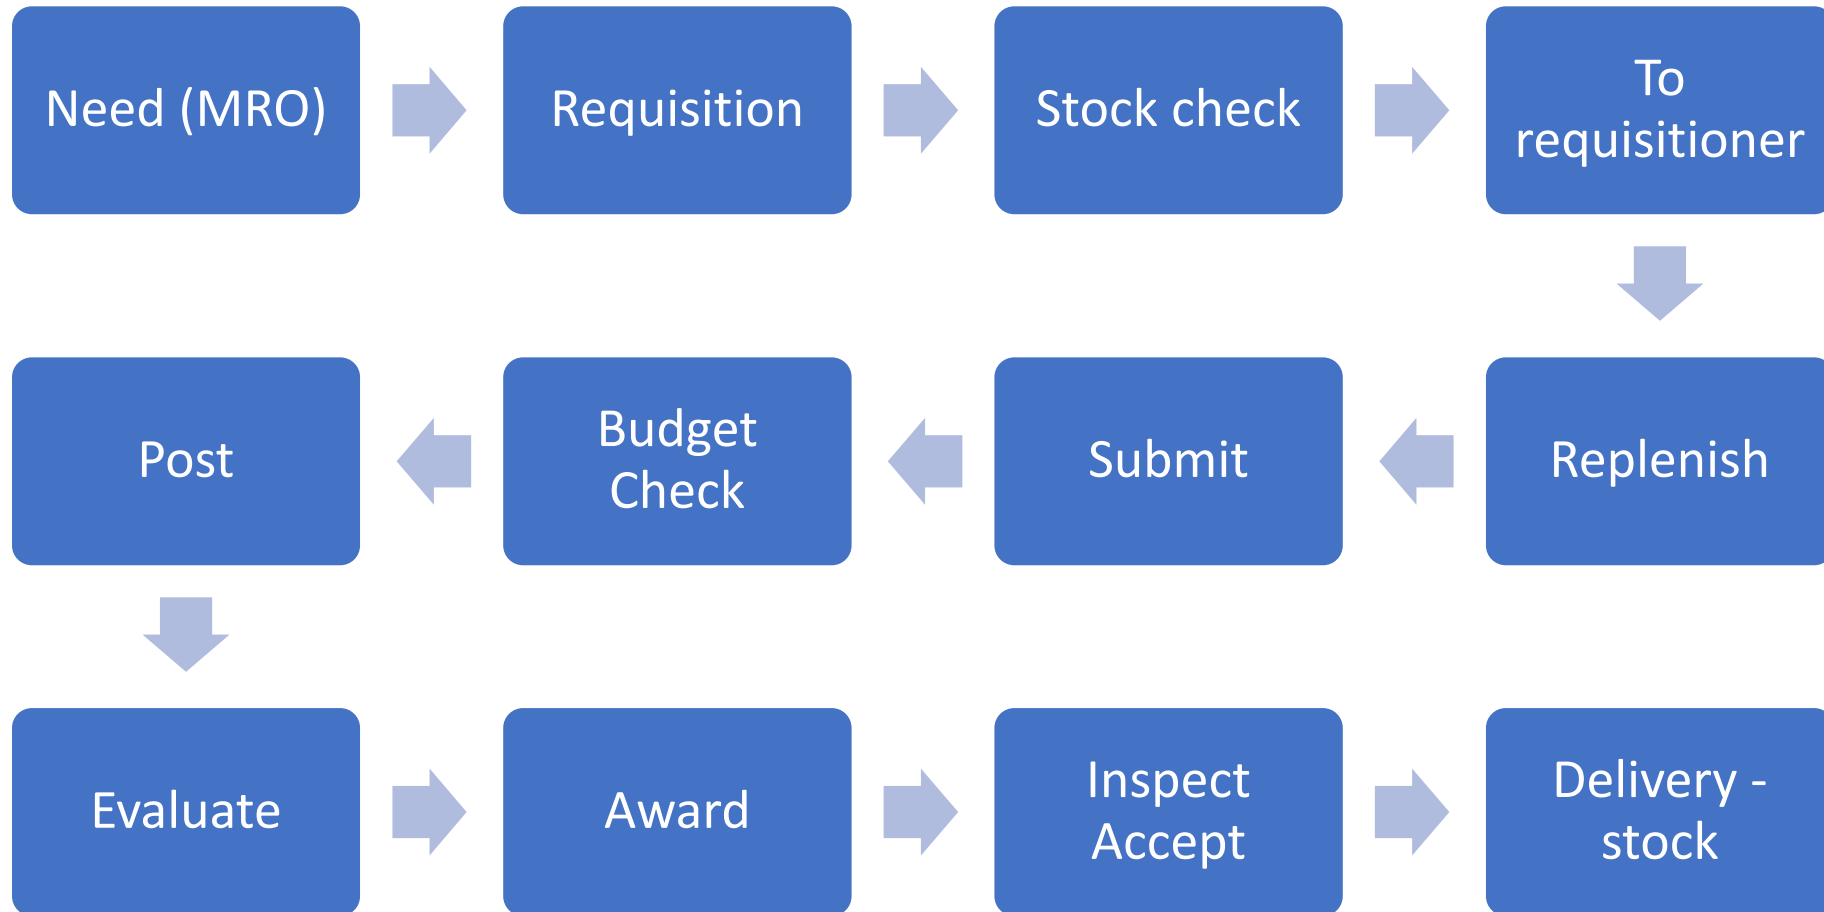 Need (MRO)
Requisition
Stock check
To
requisitioner
Replenish
Submit
Budget
Check
Post
Evaluate
Award
Inspect
Accept
Delivery -
stock